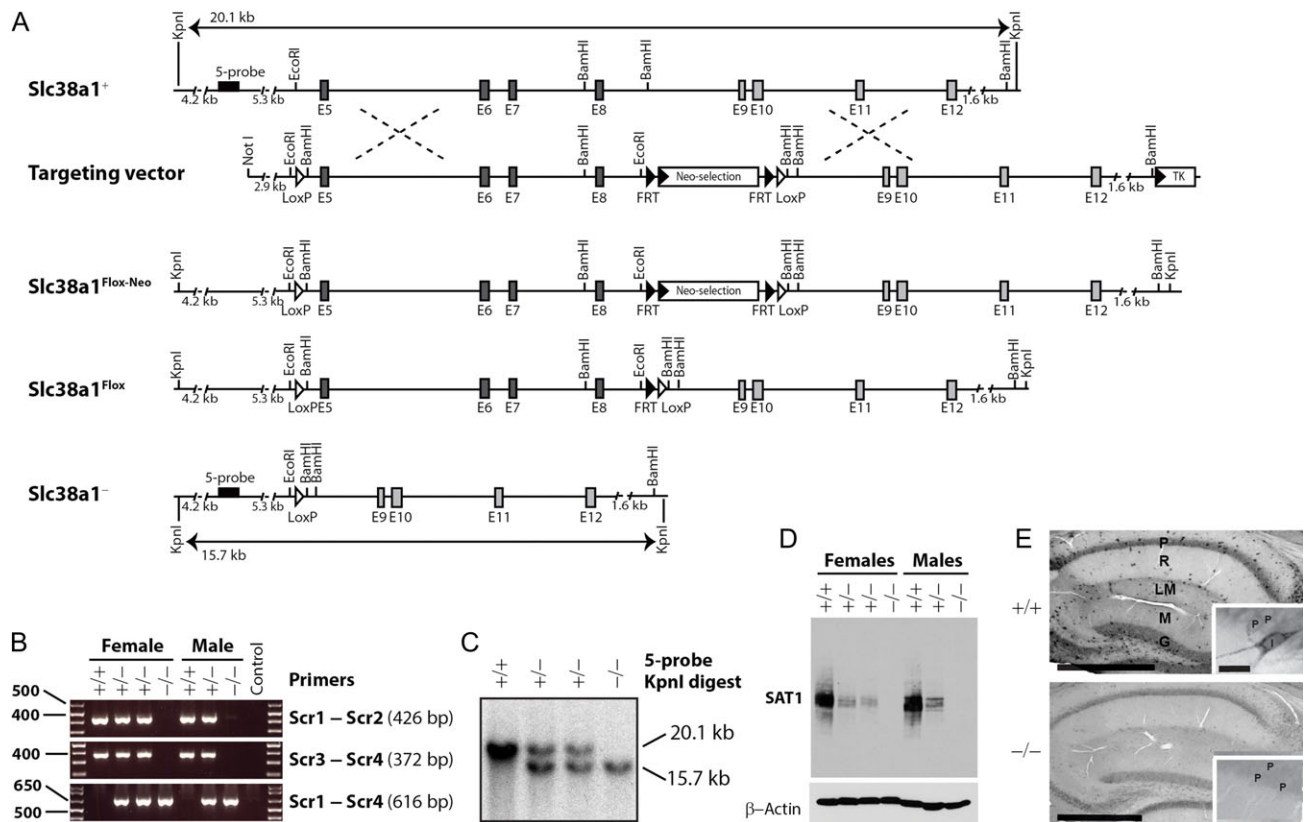 A
KpnI
20.1 kb
KpnI
5-probe
EcoRI
BamHI
BamHI
BamHI
Slc38a1+
4.2 kb
5.3 kb
E5
E6
E7
E8
E9
E10
E11
E12
1.6 kb
Not I
EcoRI
BamHI
BamHI
EcoRI
BamHI
BamHI
BamHI
Targeting vector
2.9 kb
LoxP
E5
E6
E7
E8
FRT
Neo-selection
FRT
LoxP
E9
E10
E11
E12
1.6 kb
TK
KpnI
EcoRI
BamHI
BamHI
EcoRI
BamHI
BamHI
BamHI
KpnI
Slc38a1Flox-Neo
4.2 kb
5.3 kb
LoxP
E5
E6
E7
E8
FRT
Neo-selection
FRT
LoxP
E9
E10
E11
E12
1.6 kb
KpnI
EcoRI
BamHI
BamHI
EcoRI
BamHI
BamHI
BamHI
KpnI
Slc38a1Flox
4.2 kb
5.3 kb
LoxP
E5
E6
E7
E8
FRT
LoxP
E9
E10
E11
E12
1.6 kb
5-probe
EcoRI
BamHI
BamHI
BamHI
Slc38a1−
4.2 kb
5.3 kb
LoxP
E9
E10
E11
E12
1.6 kb
KpnI
15.7 kb
KpnI
B
Female Male
+/+ +/− +/− −/− +/+ +/− −/− Control
Primers
500
400
Scr1 – Scr2 (426 bp)
400
Scr3 – Scr4 (372 bp)
650
500
Scr1 – Scr4 (616 bp)
C
+/+ +/− +/− −/−
5-probe
KpnI digest
20.1 kb
15.7 kb
D
Females Males
+/+ +/− +/− −/− +/+ +/− −/−
SAT1
β-Actin
E
+/+
P
R
LM
M
G
P
P
I
−/−
P
P
P